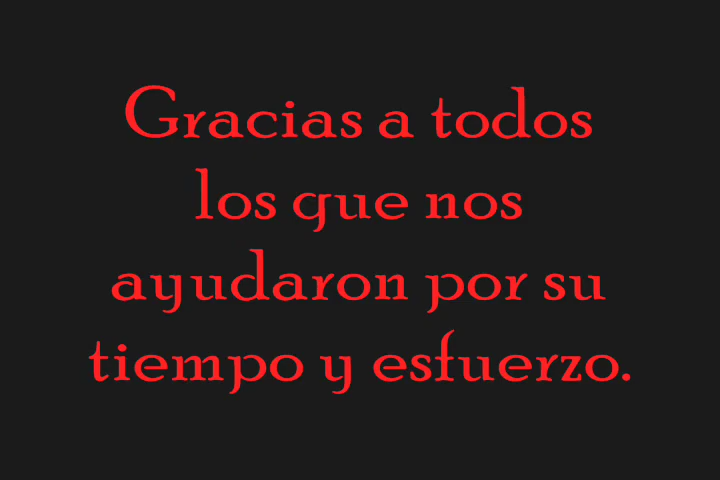 Gracias a todos
los que nos
ayudaron por su
tiempo y esfuerzo.